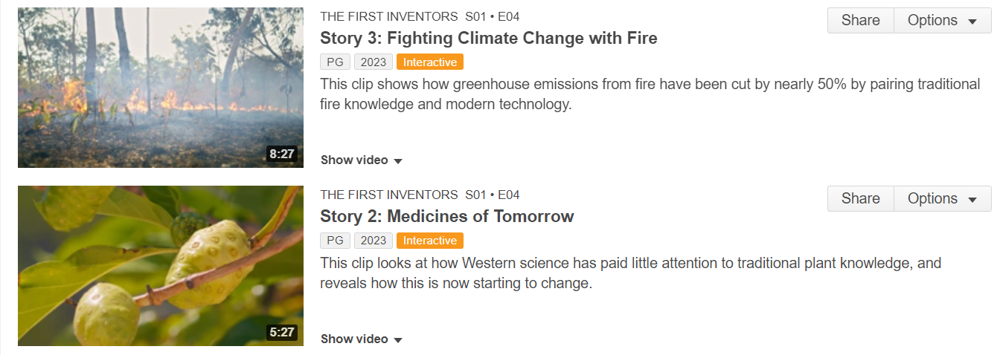 THE FIRST INVENTORS S01 • E04
Share Options
Story 3: Fighting Climate Change with Fire
PG 2023 Interactive
This clip shows how greenhouse emissions from fire have been cut by nearly 50% by pairing traditional
fire knowledge and modern technology.
8:27
Show video
THE FIRST INVENTORS S01 • E04
Share Options
Story 2: Medicines of Tomorrow
PG 2023 Interactive
This clip looks at how Western science has paid little attention to traditional plant knowledge, and
reveals how this is now starting to change.
5:27
Show video